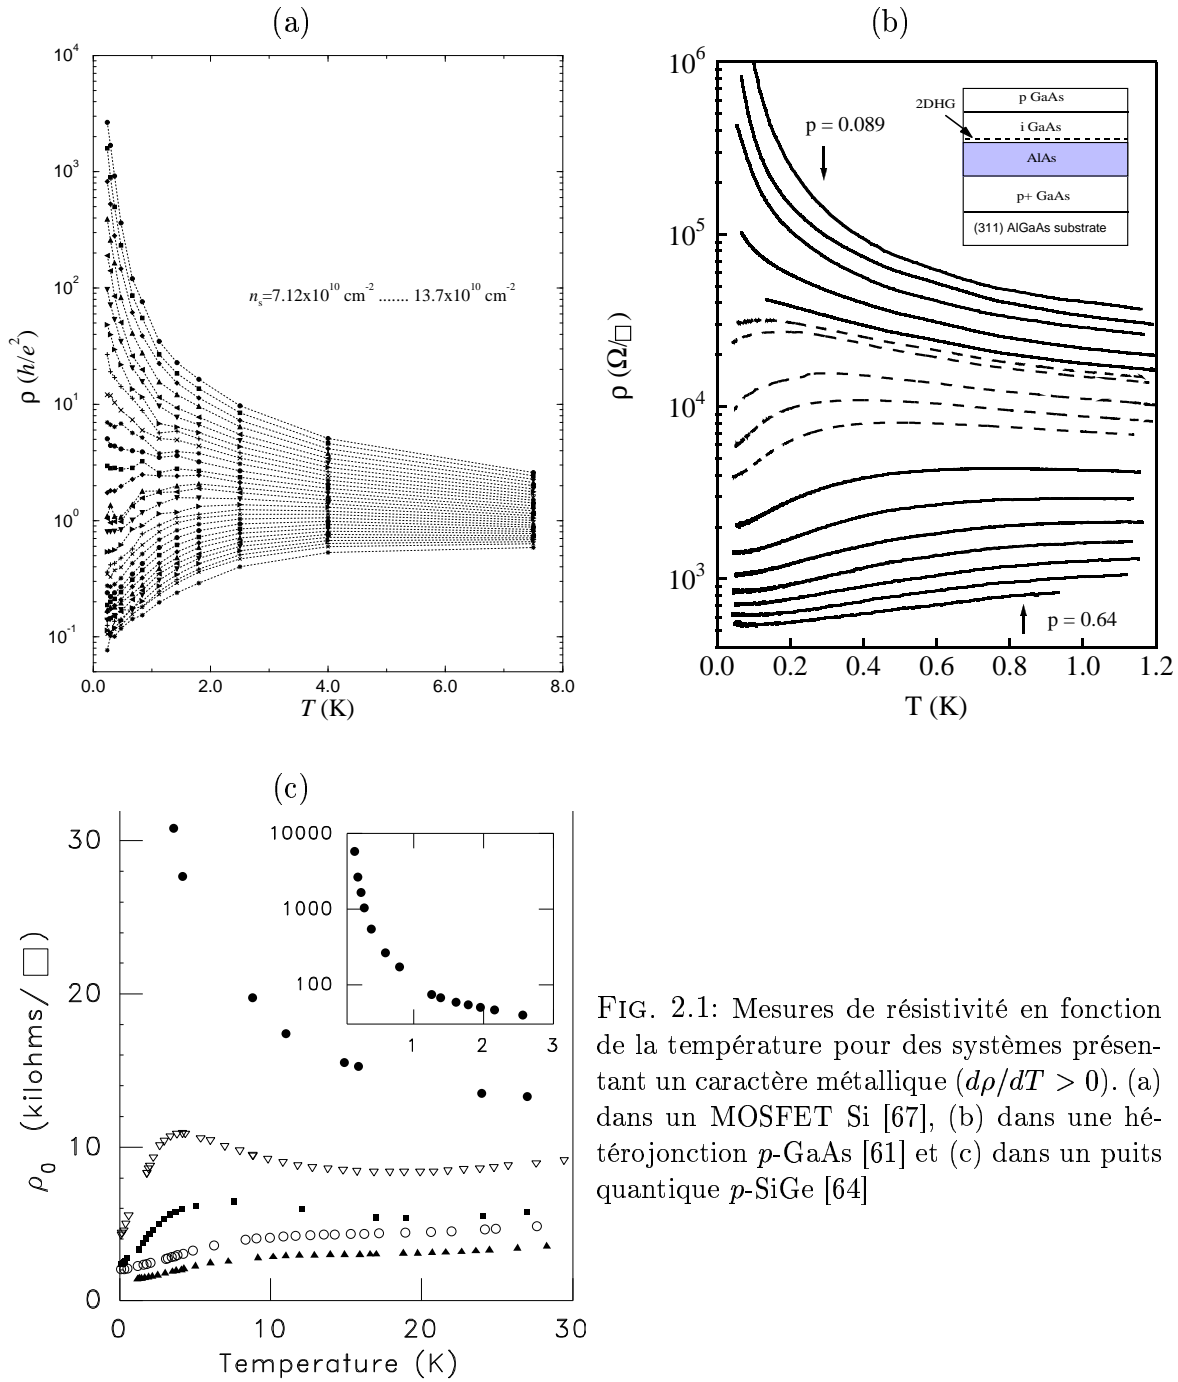 (a)
10^4
10^3
10^2
10^1
10^0
10^-1
ρ (h/e^2)
n_s=7.12x10^10 cm^-2 ....... 13.7x10^10 cm^-2
0.0 2.0 4.0 6.0 8.0
T (K)
(b)
10^6
10^5
10^4
10^3
ρ (Ω/□)
p = 0.089
2DHG
p GaAs
i GaAs
AlAs
p+ GaAs
(311) AlGaAs substrate
p = 0.64
0.0 0.2 0.4 0.6 0.8 1.0 1.2
T (K)
(c)
30
20
10
0
ρ_0 (kilohms/ □)
10000
1000
100
1 2 3
0 10 20 30
Temperature (K)
FIG. 2.1: Mesures de résistivité en fonction
de la température pour des systèmes présen-
tant un caractère métallique (dρ/dT > 0). (a)
dans un MOSFET Si [67], (b) dans une hé-
térojonction p-GaAs [61] et (c) dans un puits
quantique p-SiGe [64]